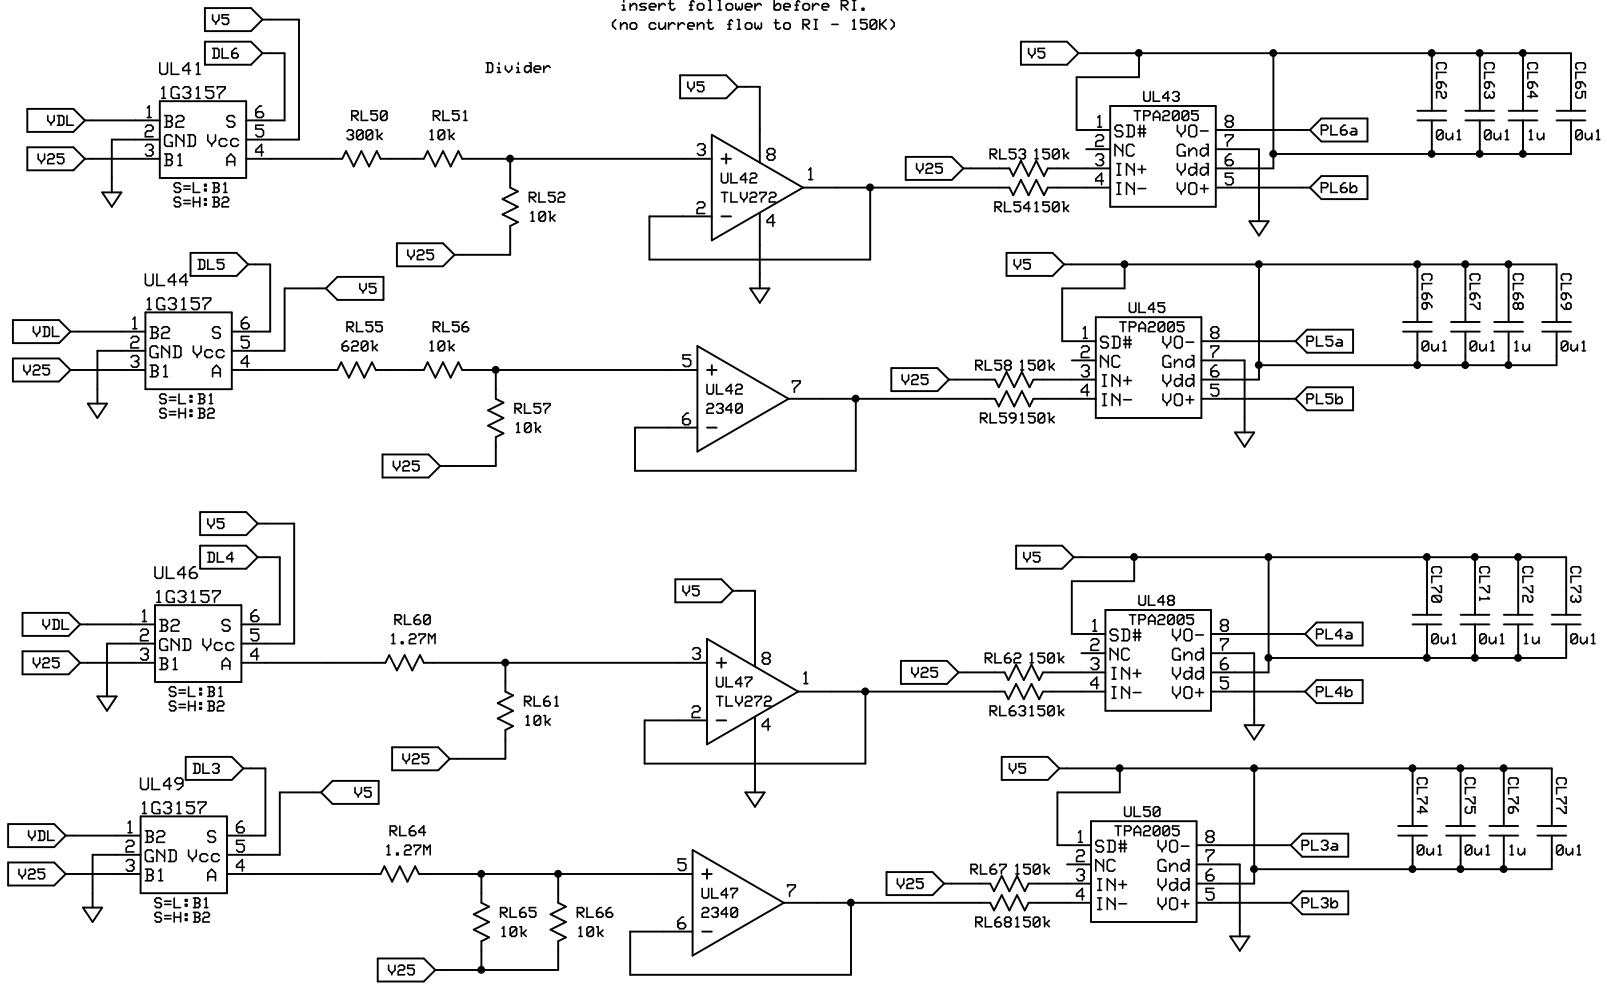 insert follower before RI.
(no current flow to RI - 150K)
Divider
V5
DL6
UL41
1G3157
VDL
V25
1 B2
2 GND
3 B1
S 6
Vcc 5
A 4
S=L:B1
S=H:B2
RL50
300k
RL51
10k
RL52
10k
V25
V5
3 +
2 -
8
4
1
UL42
TLV272
V25
RL53 150k
RL54150k
V5
UL43
TPA2005
1 SD#
2 NC
3 IN+
4 IN-
VO- 8
Gnd 7
Vdd 6
VO+ 5
PL6a
PL6b
CL62
0u1
CL63
0u1
CL64
1u
CL65
0u1
DL5
V5
UL44
1G3157
VDL
V25
1 B2
2 GND
3 B1
S 6
Vcc 5
A 4
S=L:B1
S=H:B2
RL55
620k
RL56
10k
RL57
10k
V25
5 +
6 -
7
UL42
2340
V25
RL58 150k
RL59150k
V5
UL45
TPA2005
1 SD#
2 NC
3 IN+
4 IN-
VO- 8
Gnd 7
Vdd 6
VO+ 5
PL5a
PL5b
CL66
0u1
CL67
0u1
CL68
1u
CL69
0u1
V5
DL4
UL46
1G3157
VDL
V25
1 B2
2 GND
3 B1
S 6
Vcc 5
A 4
S=L:B1
S=H:B2
RL60
1.27M
RL61
10k
V25
V5
3 +
2 -
8
4
1
UL47
TLV272
V25
RL62 150k
RL63150k
V5
UL48
TPA2005
1 SD#
2 NC
3 IN+
4 IN-
VO- 8
Gnd 7
Vdd 6
VO+ 5
PL4a
PL4b
CL70
0u1
CL71
0u1
CL72
1u
CL73
0u1
DL3
V5
UL49
1G3157
VDL
V25
1 B2
2 GND
3 B1
S 6
Vcc 5
A 4
S=L:B1
S=H:B2
RL64
1.27M
RL65
10k
RL66
10k
V25
5 +
6 -
7
UL47
2340
V25
RL67 150k
RL68150k
V5
UL50
TPA2005
1 SD#
2 NC
3 IN+
4 IN-
VO- 8
Gnd 7
Vdd 6
VO+ 5
PL3a
PL3b
CL74
0u1
CL75
0u1
CL76
1u
CL77
0u1